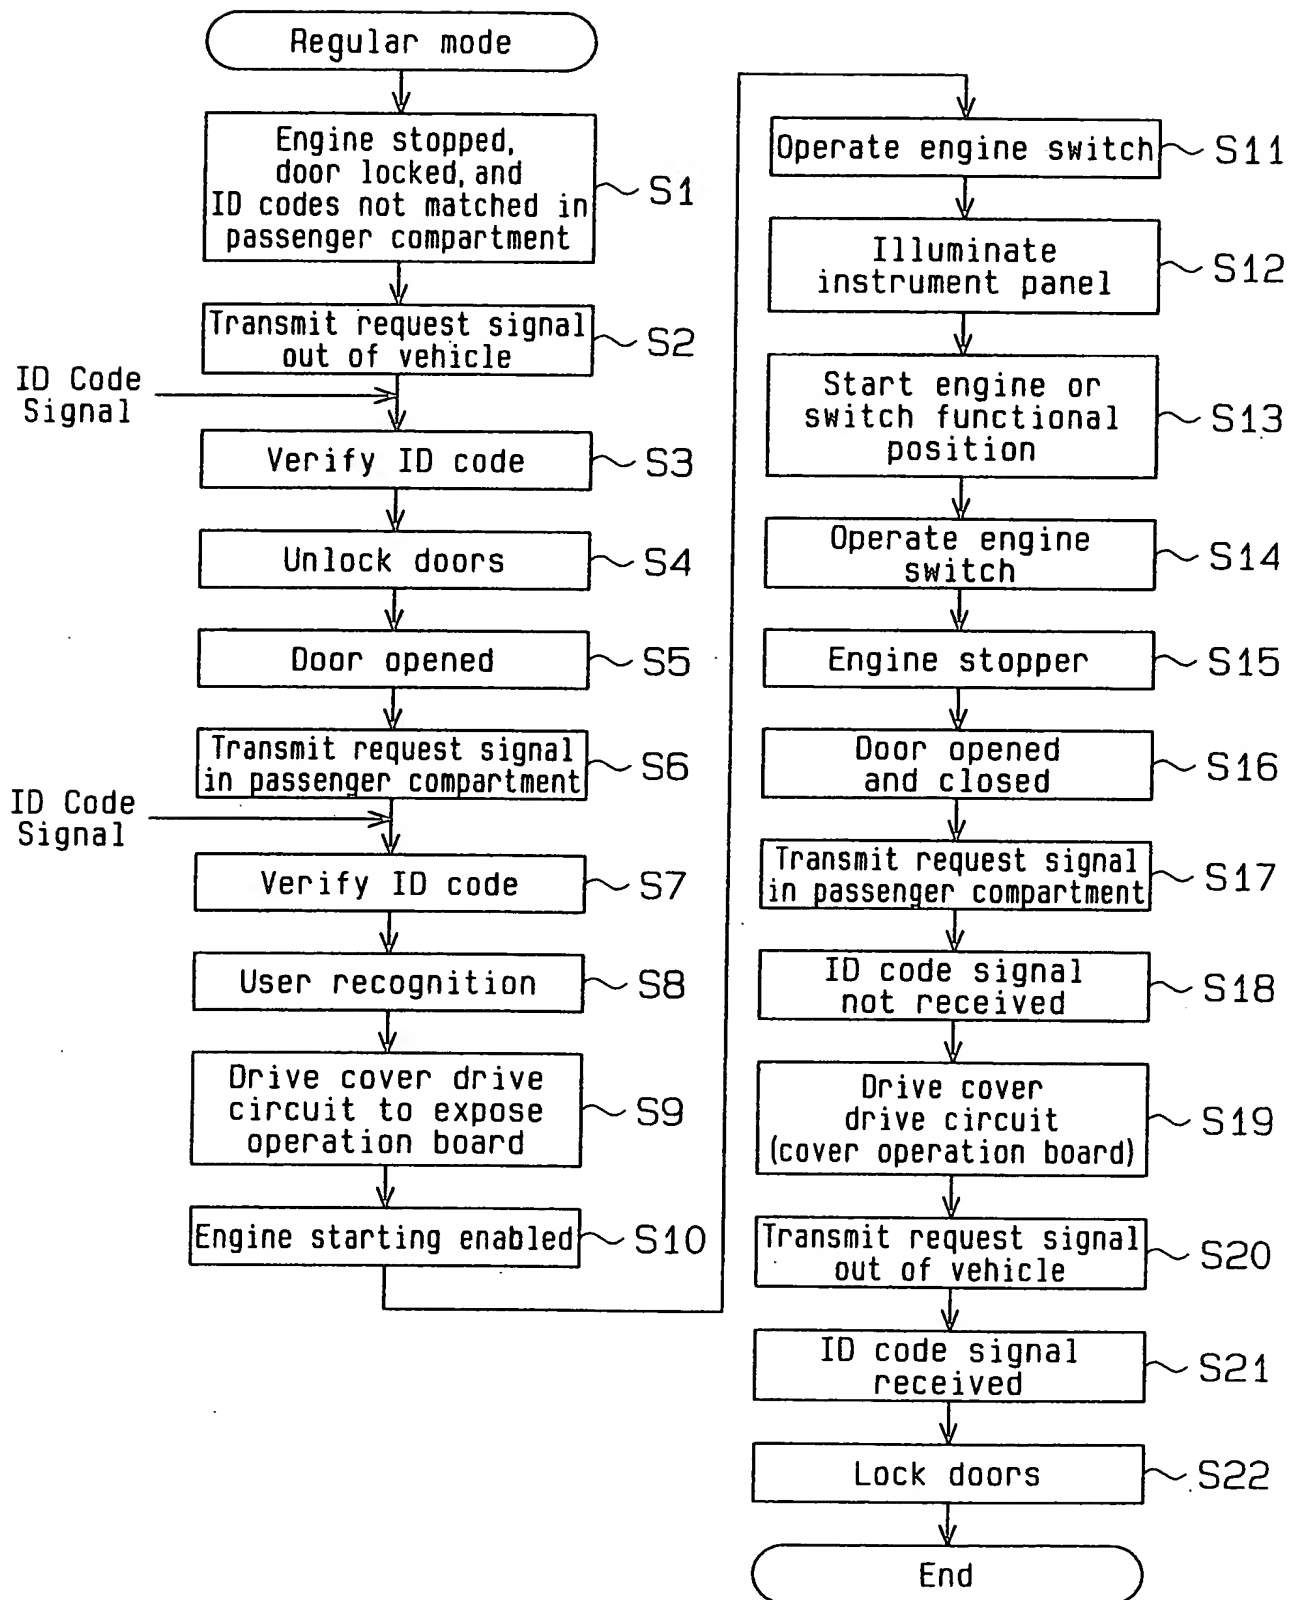 Regular mode
Engine stopped,
door locked, and
ID codes not matched in
passenger compartment
S1
Transmit request signal
out of vehicle
S2
ID Code
Signal
Verify ID code
S3
Unlock doors
S4
Door opened
S5
Transmit request signal
in passenger compartment
S6
ID Code
Signal
Verify ID code
S7
User recognition
S8
Drive cover drive
circuit to expose
operation board
S9
Engine starting enabled
S10
Operate engine switch
S11
Illuminate
instrument panel
S12
Start engine or
switch functional
position
S13
Operate engine
switch
S14
Engine stopper
S15
Door opened
and closed
S16
Transmit request signal
in passenger compartment
S17
ID code signal
not received
S18
Drive cover
drive circuit
(cover operation board)
S19
Transmit request signal
out of vehicle
S20
ID code signal
received
S21
Lock doors
S22
End